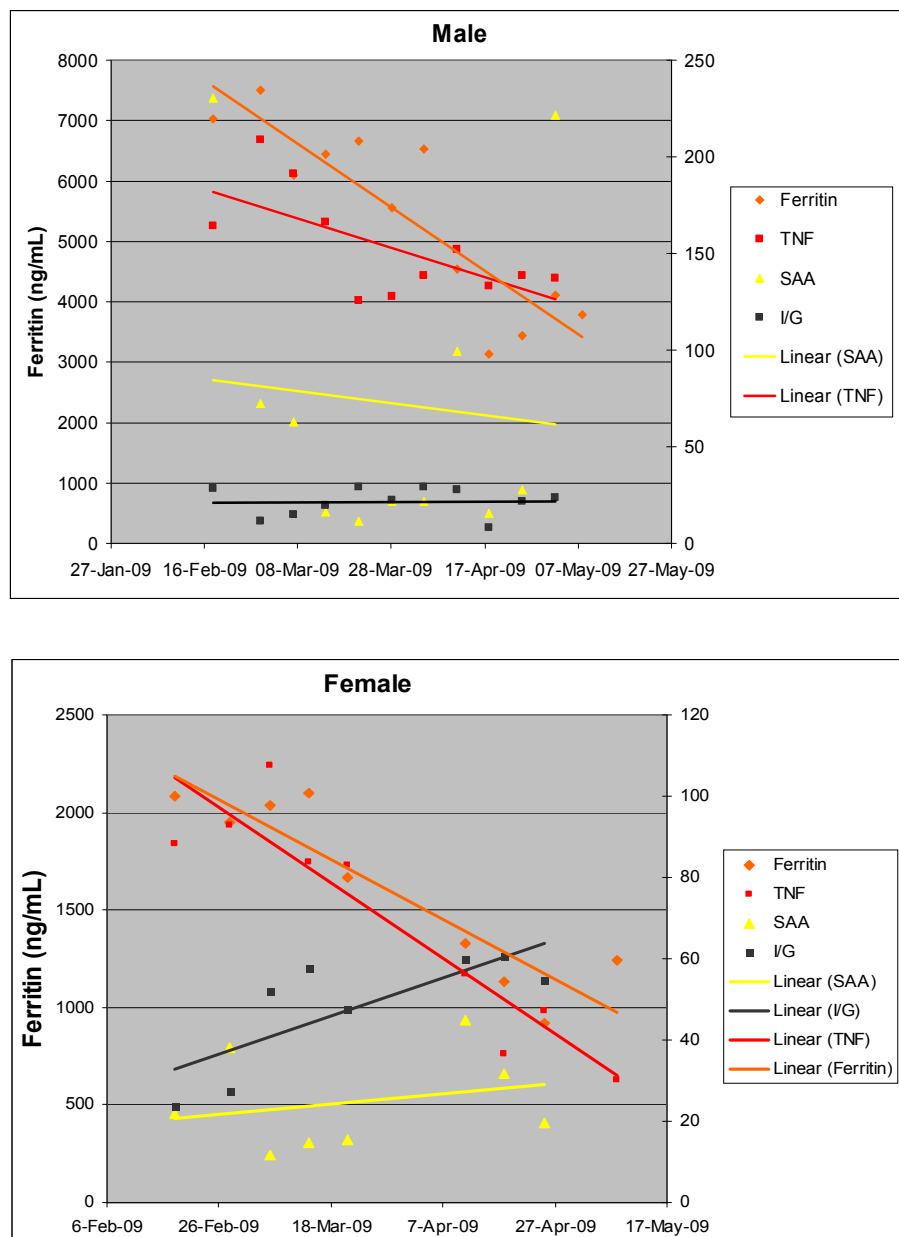 Male
8000
7000
6000
5000
4000
3000
2000
1000
0
Ferritin (ng/mL)
250
200
150
100
50
0
27-Jan-09 16-Feb-09 08-Mar-09 28-Mar-09 17-Apr-09 07-May-09 27-May-09
Ferritin
TNF
SAA
I/G
Linear (SAA)
Linear (TNF)
Female
2500
2000
1500
1000
500
0
Ferritin (ng/mL)
120
100
80
60
40
20
0
6-Feb-09 26-Feb-09 18-Mar-09 7-Apr-09 27-Apr-09 17-May-09
Ferritin
TNF
SAA
I/G
Linear (SAA)
Linear (I/G)
Linear (TNF)
Linear (Ferritin)